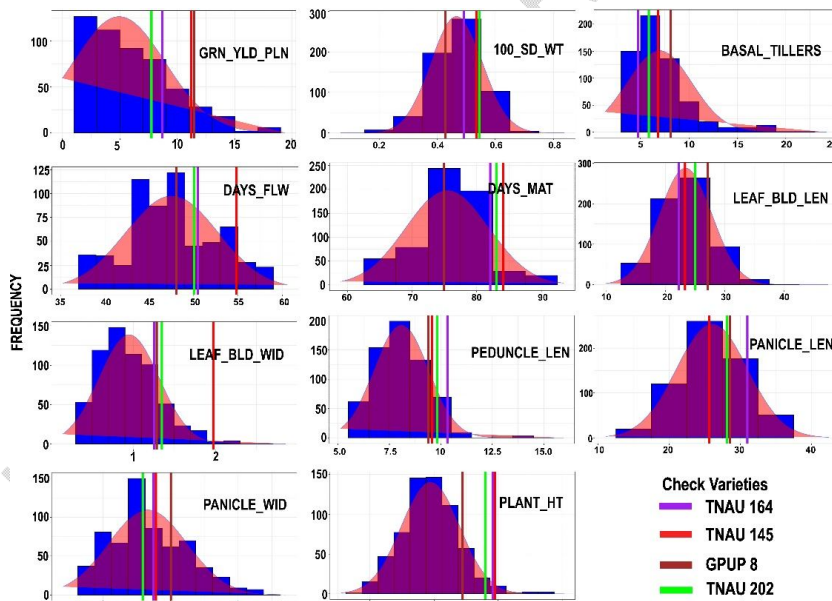 FREQUENCY
GRN_YLD_PLN
0 50 100
0 5 10 15 20
100_SD_WT
0 100 200 300
0.2 0.4 0.6 0.8
BASAL_TILLERS
0 50 100 150 200
5 10 15 20 25
DAYS_FLW
0 25 50 75 100 125
35 40 45 50 55 60
DAYS_MAT
0 50 100 150 200 250
60 70 80 90
LEAF_BLD_LEN
0 100 200 300
10 20 30 40
LEAF_BLD_WID
0 50 100 150
1 2
PEDUNCLE_LEN
0 50 100 150 200
5.0 7.5 10.0 12.5 15.0
PANICLE_LEN
0 100 200
10 20 30 40
PANICLE_WID
0 50 100 150
PLANT_HT
0 50 100 150
Check Varieties
TNAU 164
TNAU 145
GPUP 8
TNAU 202